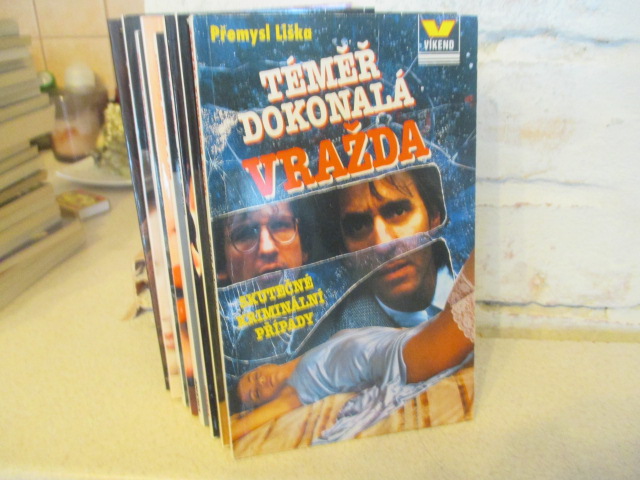 Přemysl Liška
VÍKEND
TÉMĚŘ
DOKONALÁ
VRAŽDA
SKUTEČNÉ
KRIMINÁLNÍ
PŘÍPADY